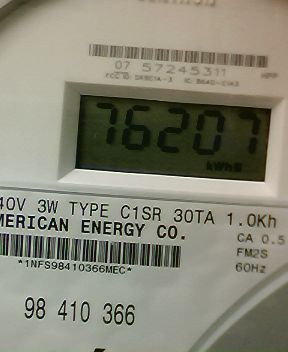 07 57245311
76207
kWh
40V 3W TYPE C1SR 30TA 1.0Kh
MERICAN ENERGY CO.
CA 0.5
*1NFS98410366MEC*
FM2S
60Hz
98 410 366